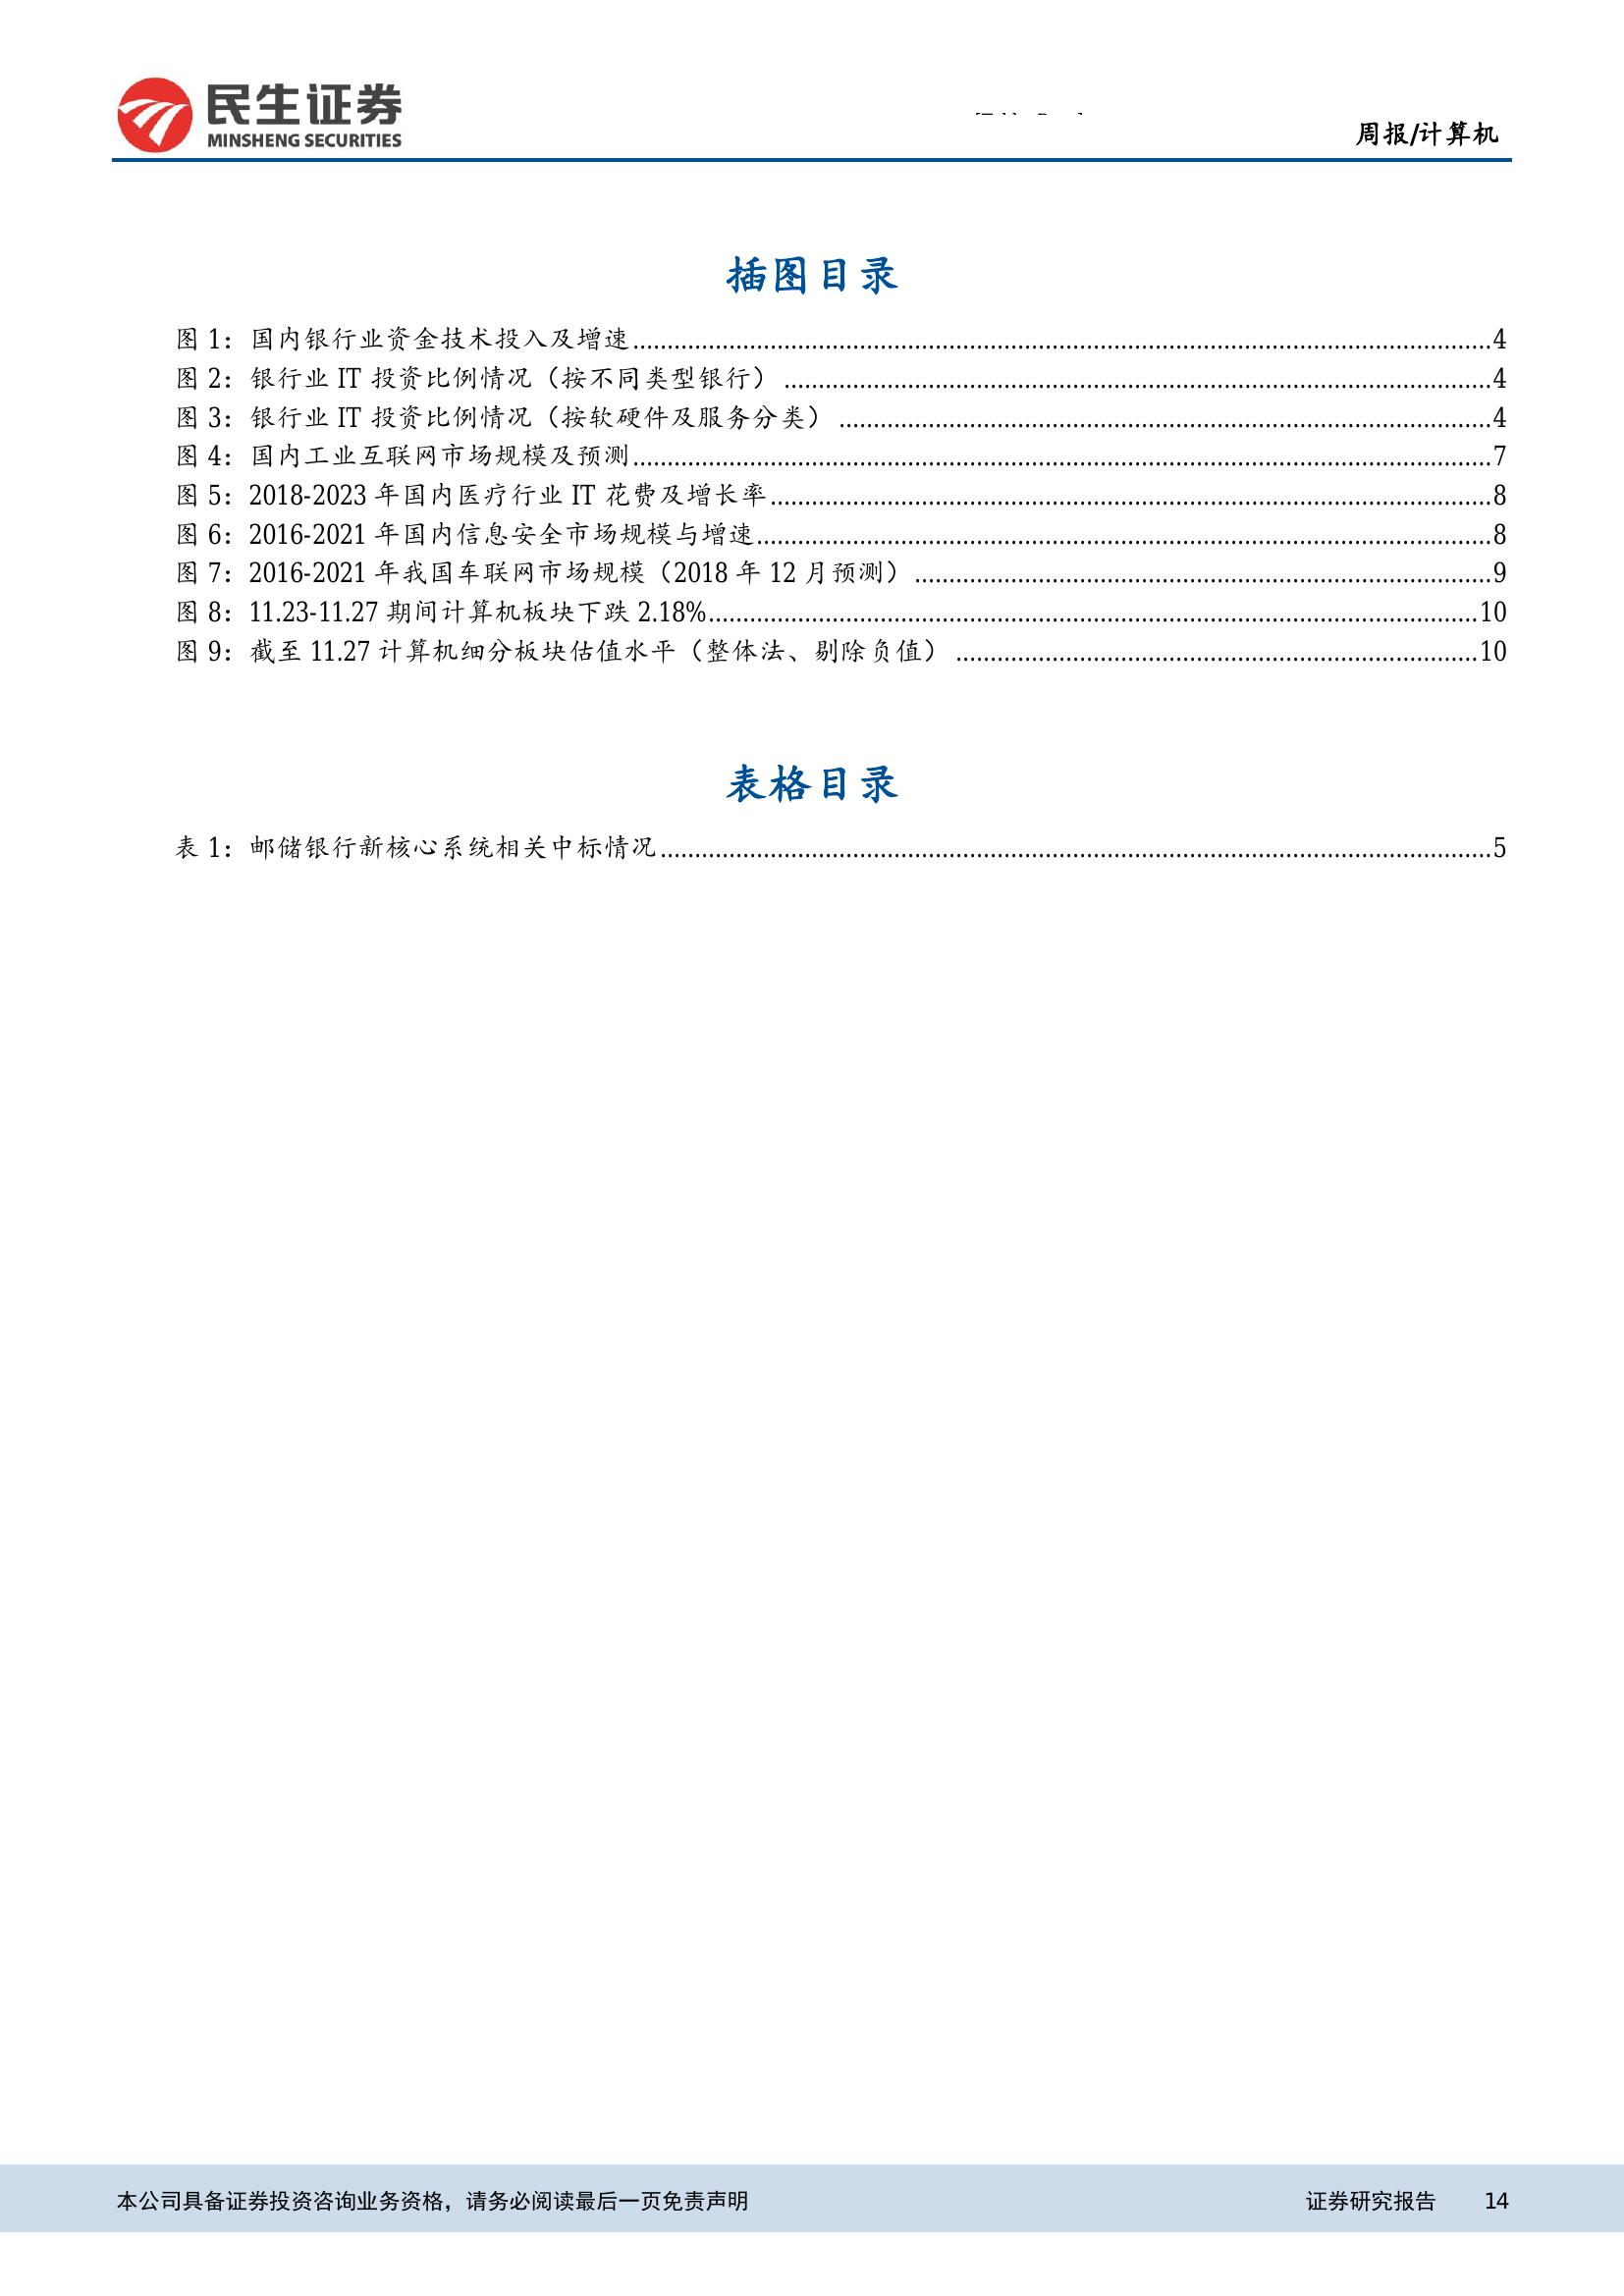 民生证券
MINSHENG SECURITIES
周报/计算机
插图目录
图 1：国内银行业资金技术投入及增速........................4
图 2：银行业 IT 投资比例情况（按不同类型银行）........................4
图 3：银行业 IT 投资比例情况（按软硬件及服务分类）........................4
图 4：国内工业互联网市场规模及预测........................7
图 5：2018-2023 年国内医疗行业 IT 花费及增长率........................8
图 6：2016-2021 年国内信息安全市场规模与增速........................8
图 7：2016-2021 年我国车联网市场规模（2018 年 12 月预测）........................9
图 8：11.23-11.27 期间计算机板块下跌 2.18%........................10
图 9：截至 11.27 计算机细分板块估值水平（整体法、剔除负值）........................10
表格目录
表 1：邮储银行新核心系统相关中标情况........................5
本公司具备证券投资咨询业务资格，请务必阅读最后一页免责声明 证券研究报告 14